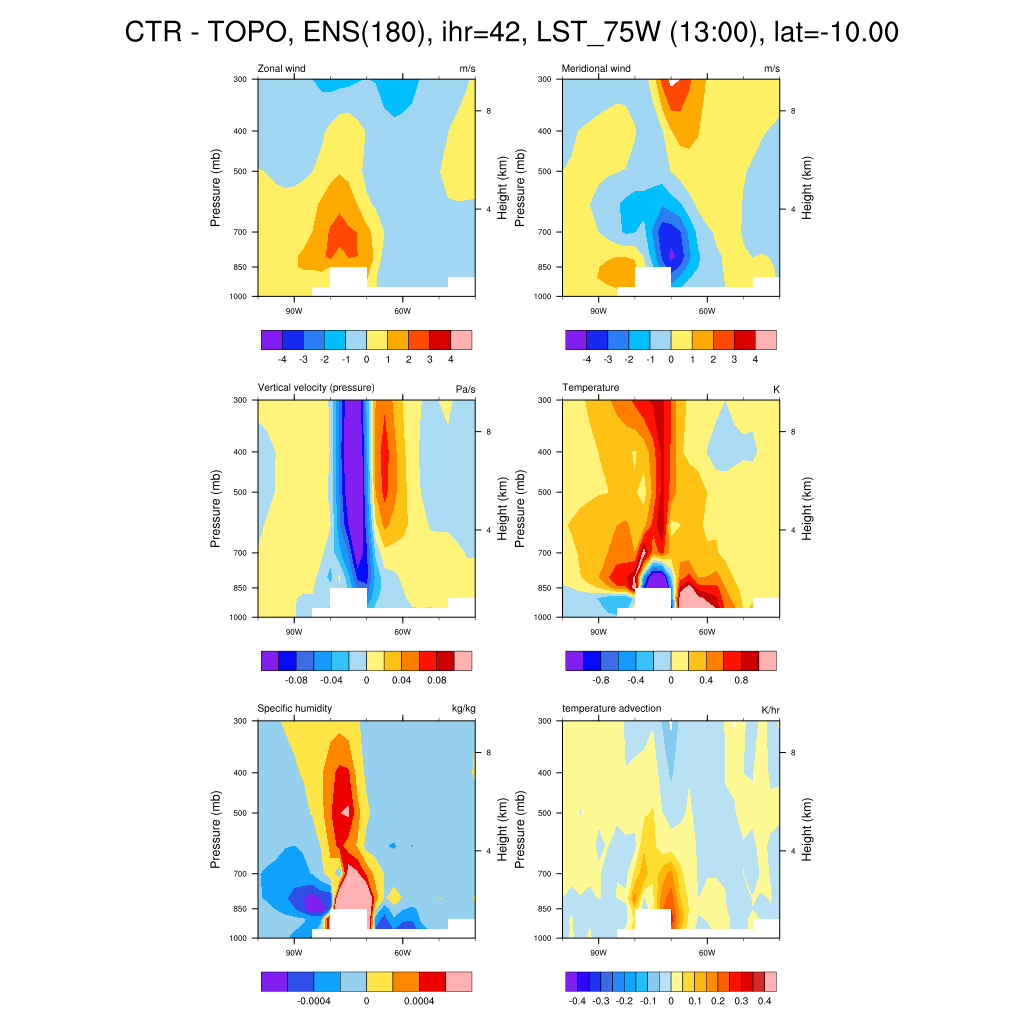 CTR - TOPO, ENS(180), ihr=42, LST_75W (13:00), lat=-10.00
Zonal wind m/s
Pressure (mb)
300
400
500
700
850
1000
Height (km)
8
4
90W 60W
-4 -3 -2 -1 0 1 2 3 4
Meridional wind m/s
Pressure (mb)
300
400
500
700
850
1000
Height (km)
8
4
90W 60W
-4 -3 -2 -1 0 1 2 3 4
Vertical velocity (pressure) Pa/s
Pressure (mb)
300
400
500
700
850
1000
Height (km)
8
4
90W 60W
-0.08 -0.04 0 0.04 0.08
Temperature K
Pressure (mb)
300
400
500
700
850
1000
Height (km)
8
4
90W 60W
-0.8 -0.4 0 0.4 0.8
Specific humidity kg/kg
Pressure (mb)
300
400
500
700
850
1000
Height (km)
8
4
90W 60W
-0.0004 0 0.0004
temperature advection K/hr
Pressure (mb)
300
400
500
700
850
1000
Height (km)
8
4
90W 60W
-0.4 -0.3 -0.2 -0.1 0 0.1 0.2 0.3 0.4